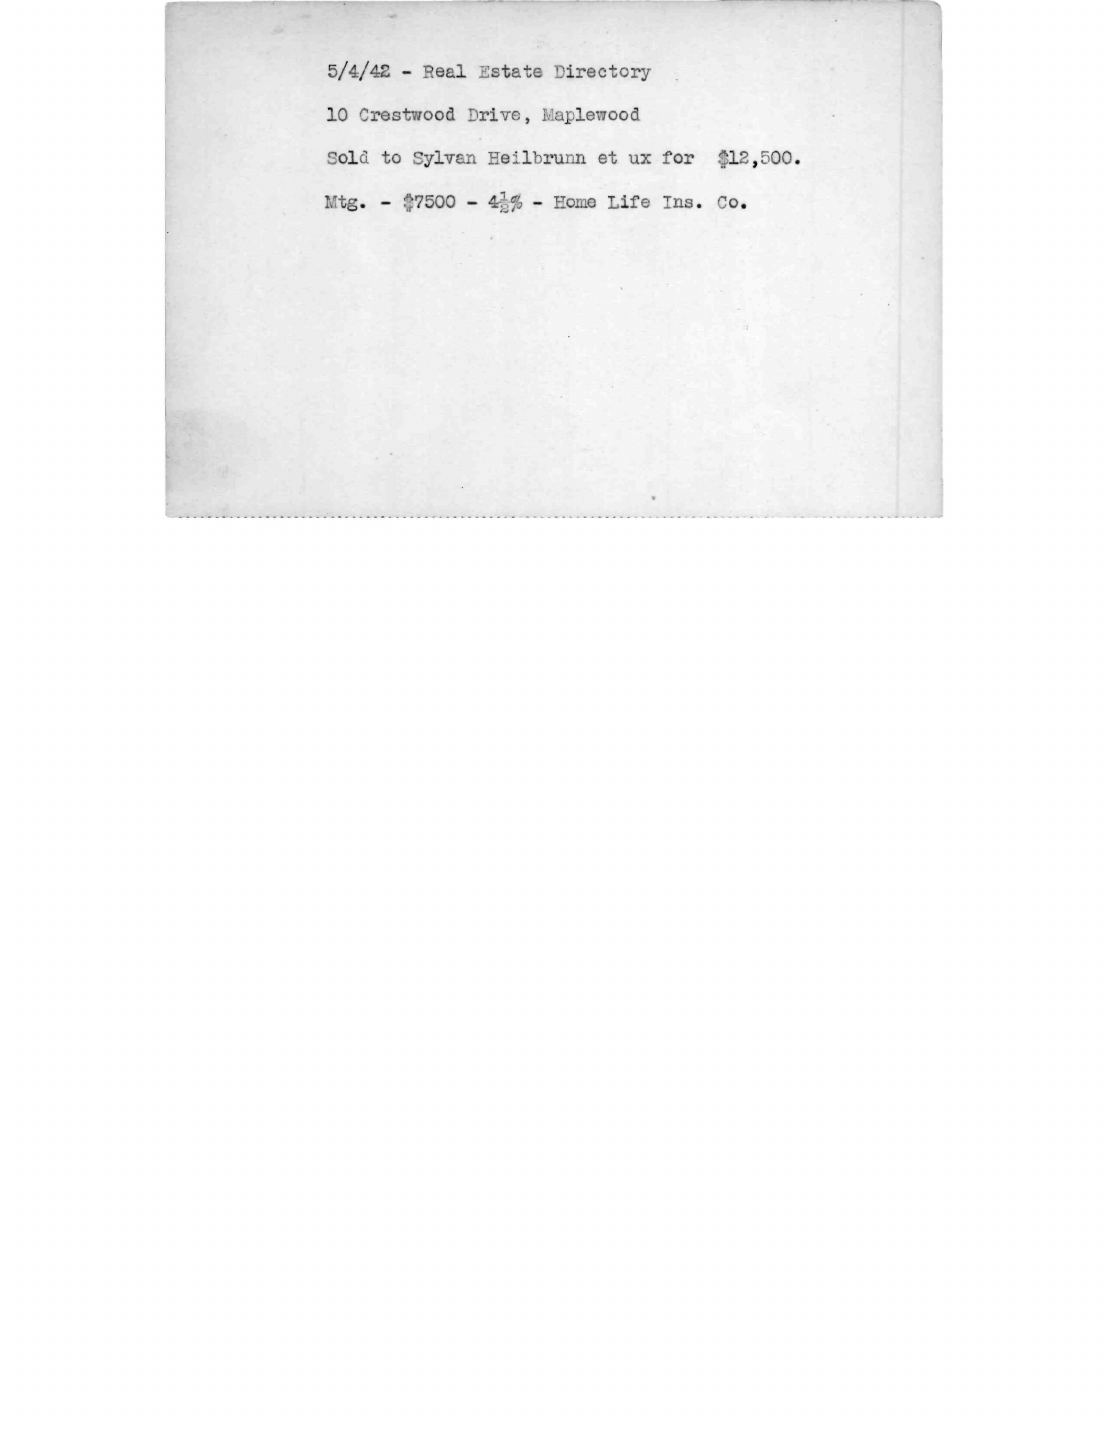 5/4/42 - Real Estate Directory
10 Crestwood Drive, Maplewood
Sold to Sylvan Heilbrunn et ux for $12,500.
Mtg. - $7500 - 4½% - Home Life Ins. Co.